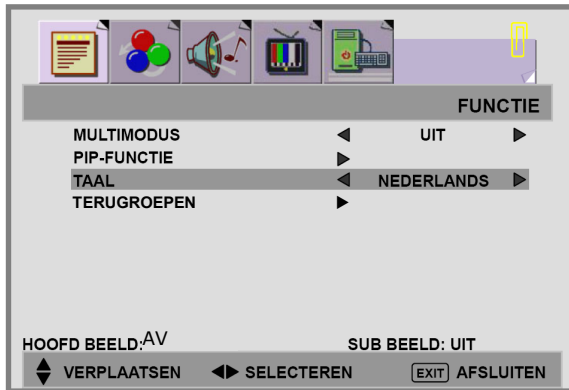 FUNCTIE
MULTIMODUS UIT
PIP-FUNCTIE
TAAL NEDERLANDS
TERUGROEPEN
HOOFD BEELD:AV SUB BEELD: UIT
VERPLAATSEN SELECTEREN EXIT AFSLUITEN